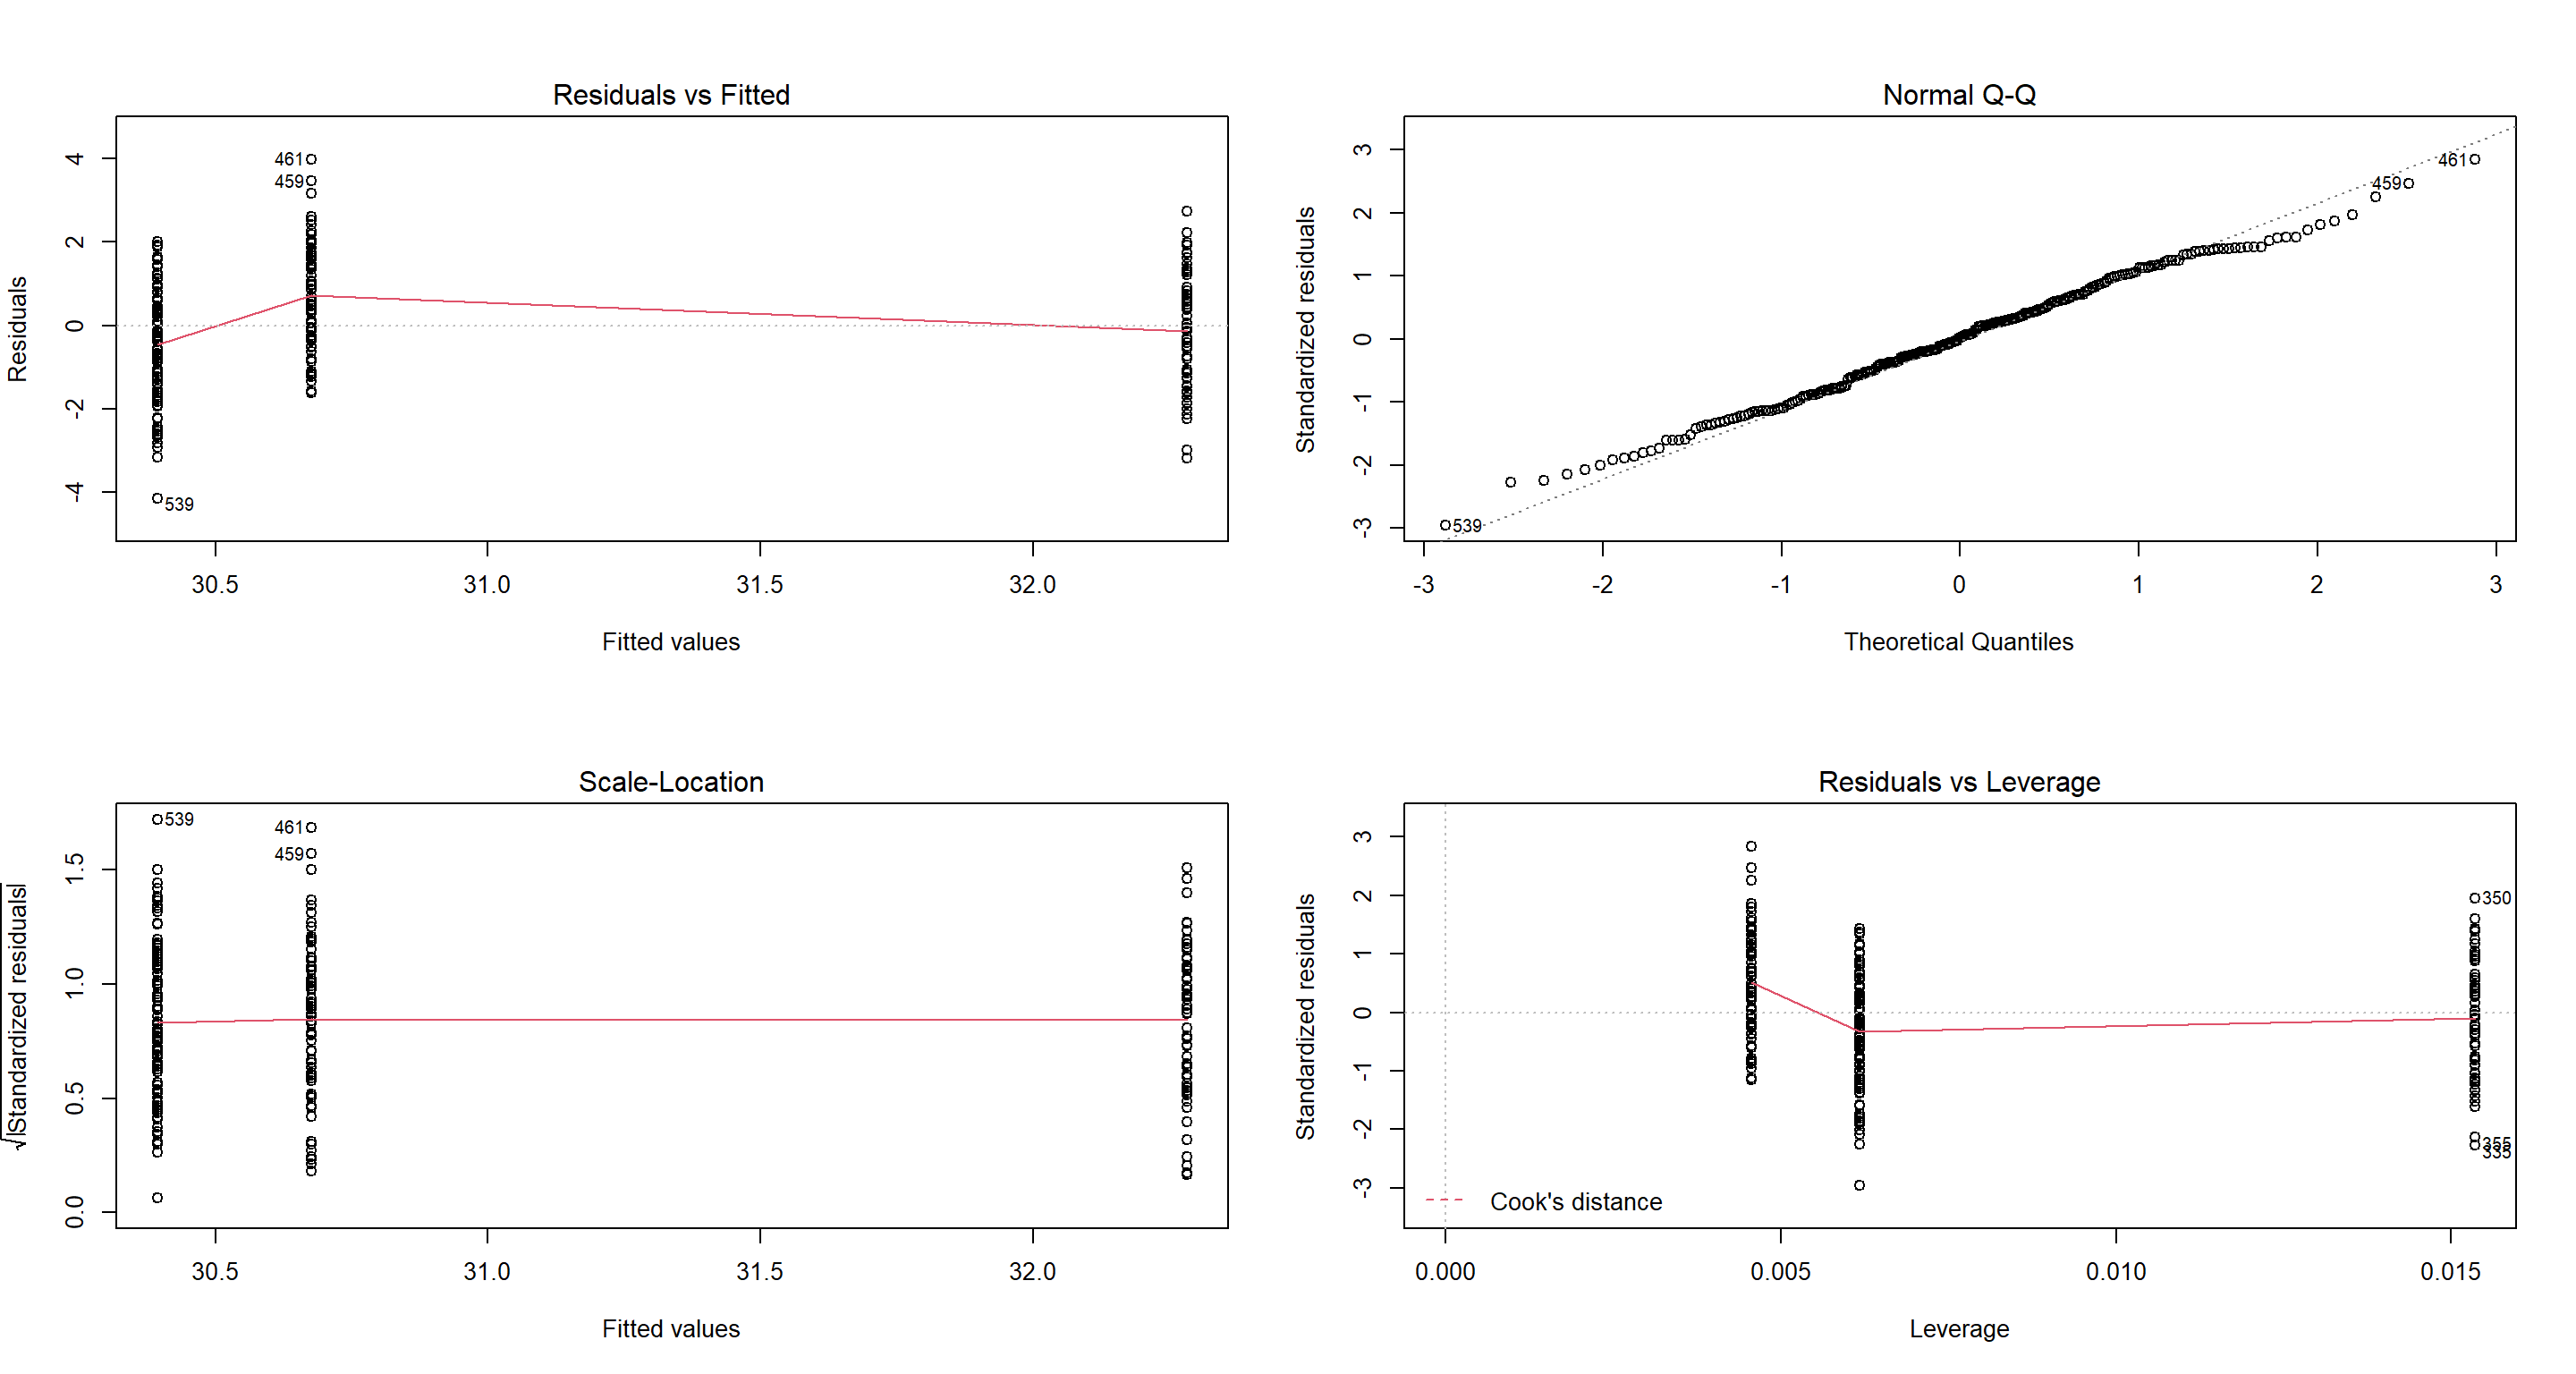 Residuals vs Fitted
Residuals
4
2
0
-2
-4
461
459
539
30.5 31.0 31.5 32.0
Fitted values
Normal Q-Q
Standardized residuals
3
2
1
0
-1
-2
-3
461
459
539
-3 -2 -1 0 1 2 3
Theoretical Quantiles
Scale-Location
√|Standardized residuals|
1.5
1.0
0.5
0.0
539
461
459
30.5 31.0 31.5 32.0
Fitted values
Residuals vs Leverage
Standardized residuals
3
2
1
0
-1
-2
-3
350
355
335
Cook's distance
0.000 0.005 0.010 0.015
Leverage